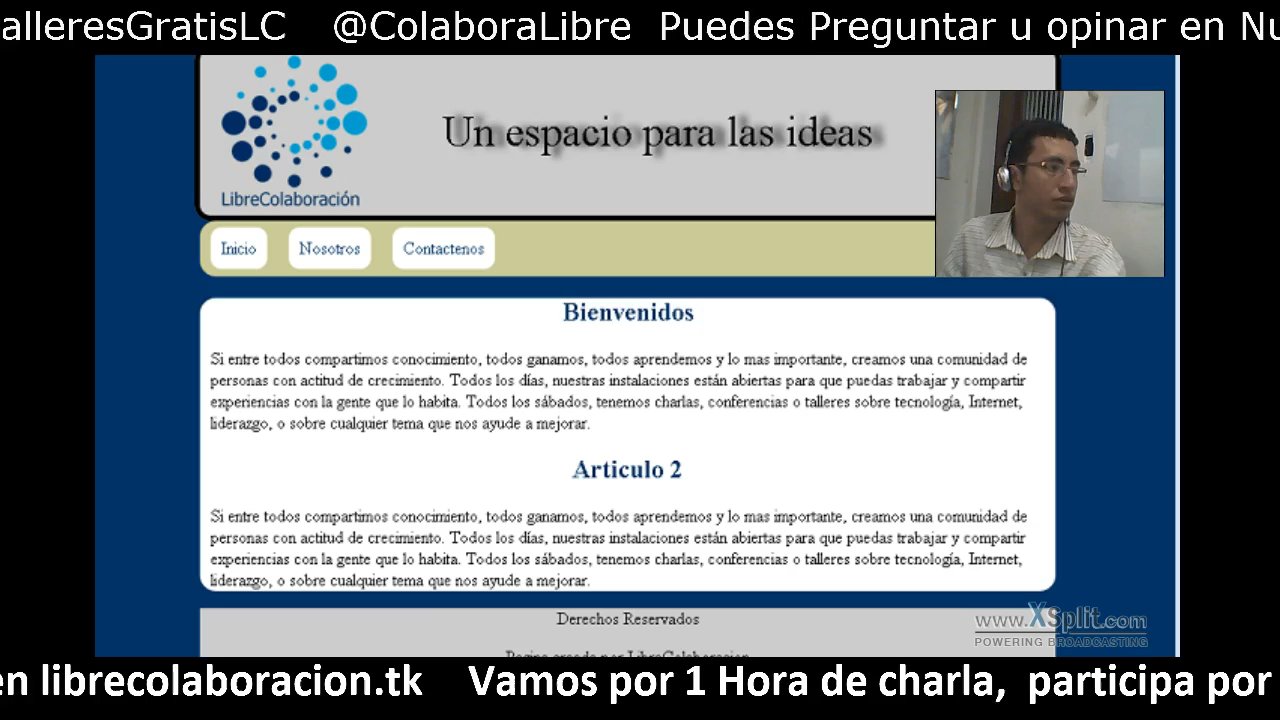 alleresGratisLC @ColaboraLibre Puedes Preguntar u opinar en Nu
Un espacio para las ideas
LibreColaboración
Inicio Nosotros Contactenos
Bienvenidos
Si entre todos compartimos conocimiento, todos ganamos, todos aprendemos y lo mas importante, creamos una comunidad de
personas con actitud de crecimiento. Todos los días, nuestras instalaciones están abiertas para que puedas trabajar y compartir
experiencias con la gente que lo habita. Todos los sábados, tenemos charlas, conferencias o talleres sobre tecnología, Internet,
liderazgo, o sobre cualquier tema que nos ayude a mejorar.
Articulo 2
Si entre todos compartimos conocimiento, todos ganamos, todos aprendemos y lo mas importante, creamos una comunidad de
personas con actitud de crecimiento. Todos los días, nuestras instalaciones están abiertas para que puedas trabajar y compartir
experiencias con la gente que lo habita. Todos los sábados, tenemos charlas, conferencias o talleres sobre tecnología, Internet,
liderazgo, o sobre cualquier tema que nos ayude a mejorar.
Derechos Reservados
Pagina creada por LibreColaboracion
www.XSplit.com
POWERING BROADCASTING
en librecolaboracion.tk Vamos por 1 Hora de charla, participa por